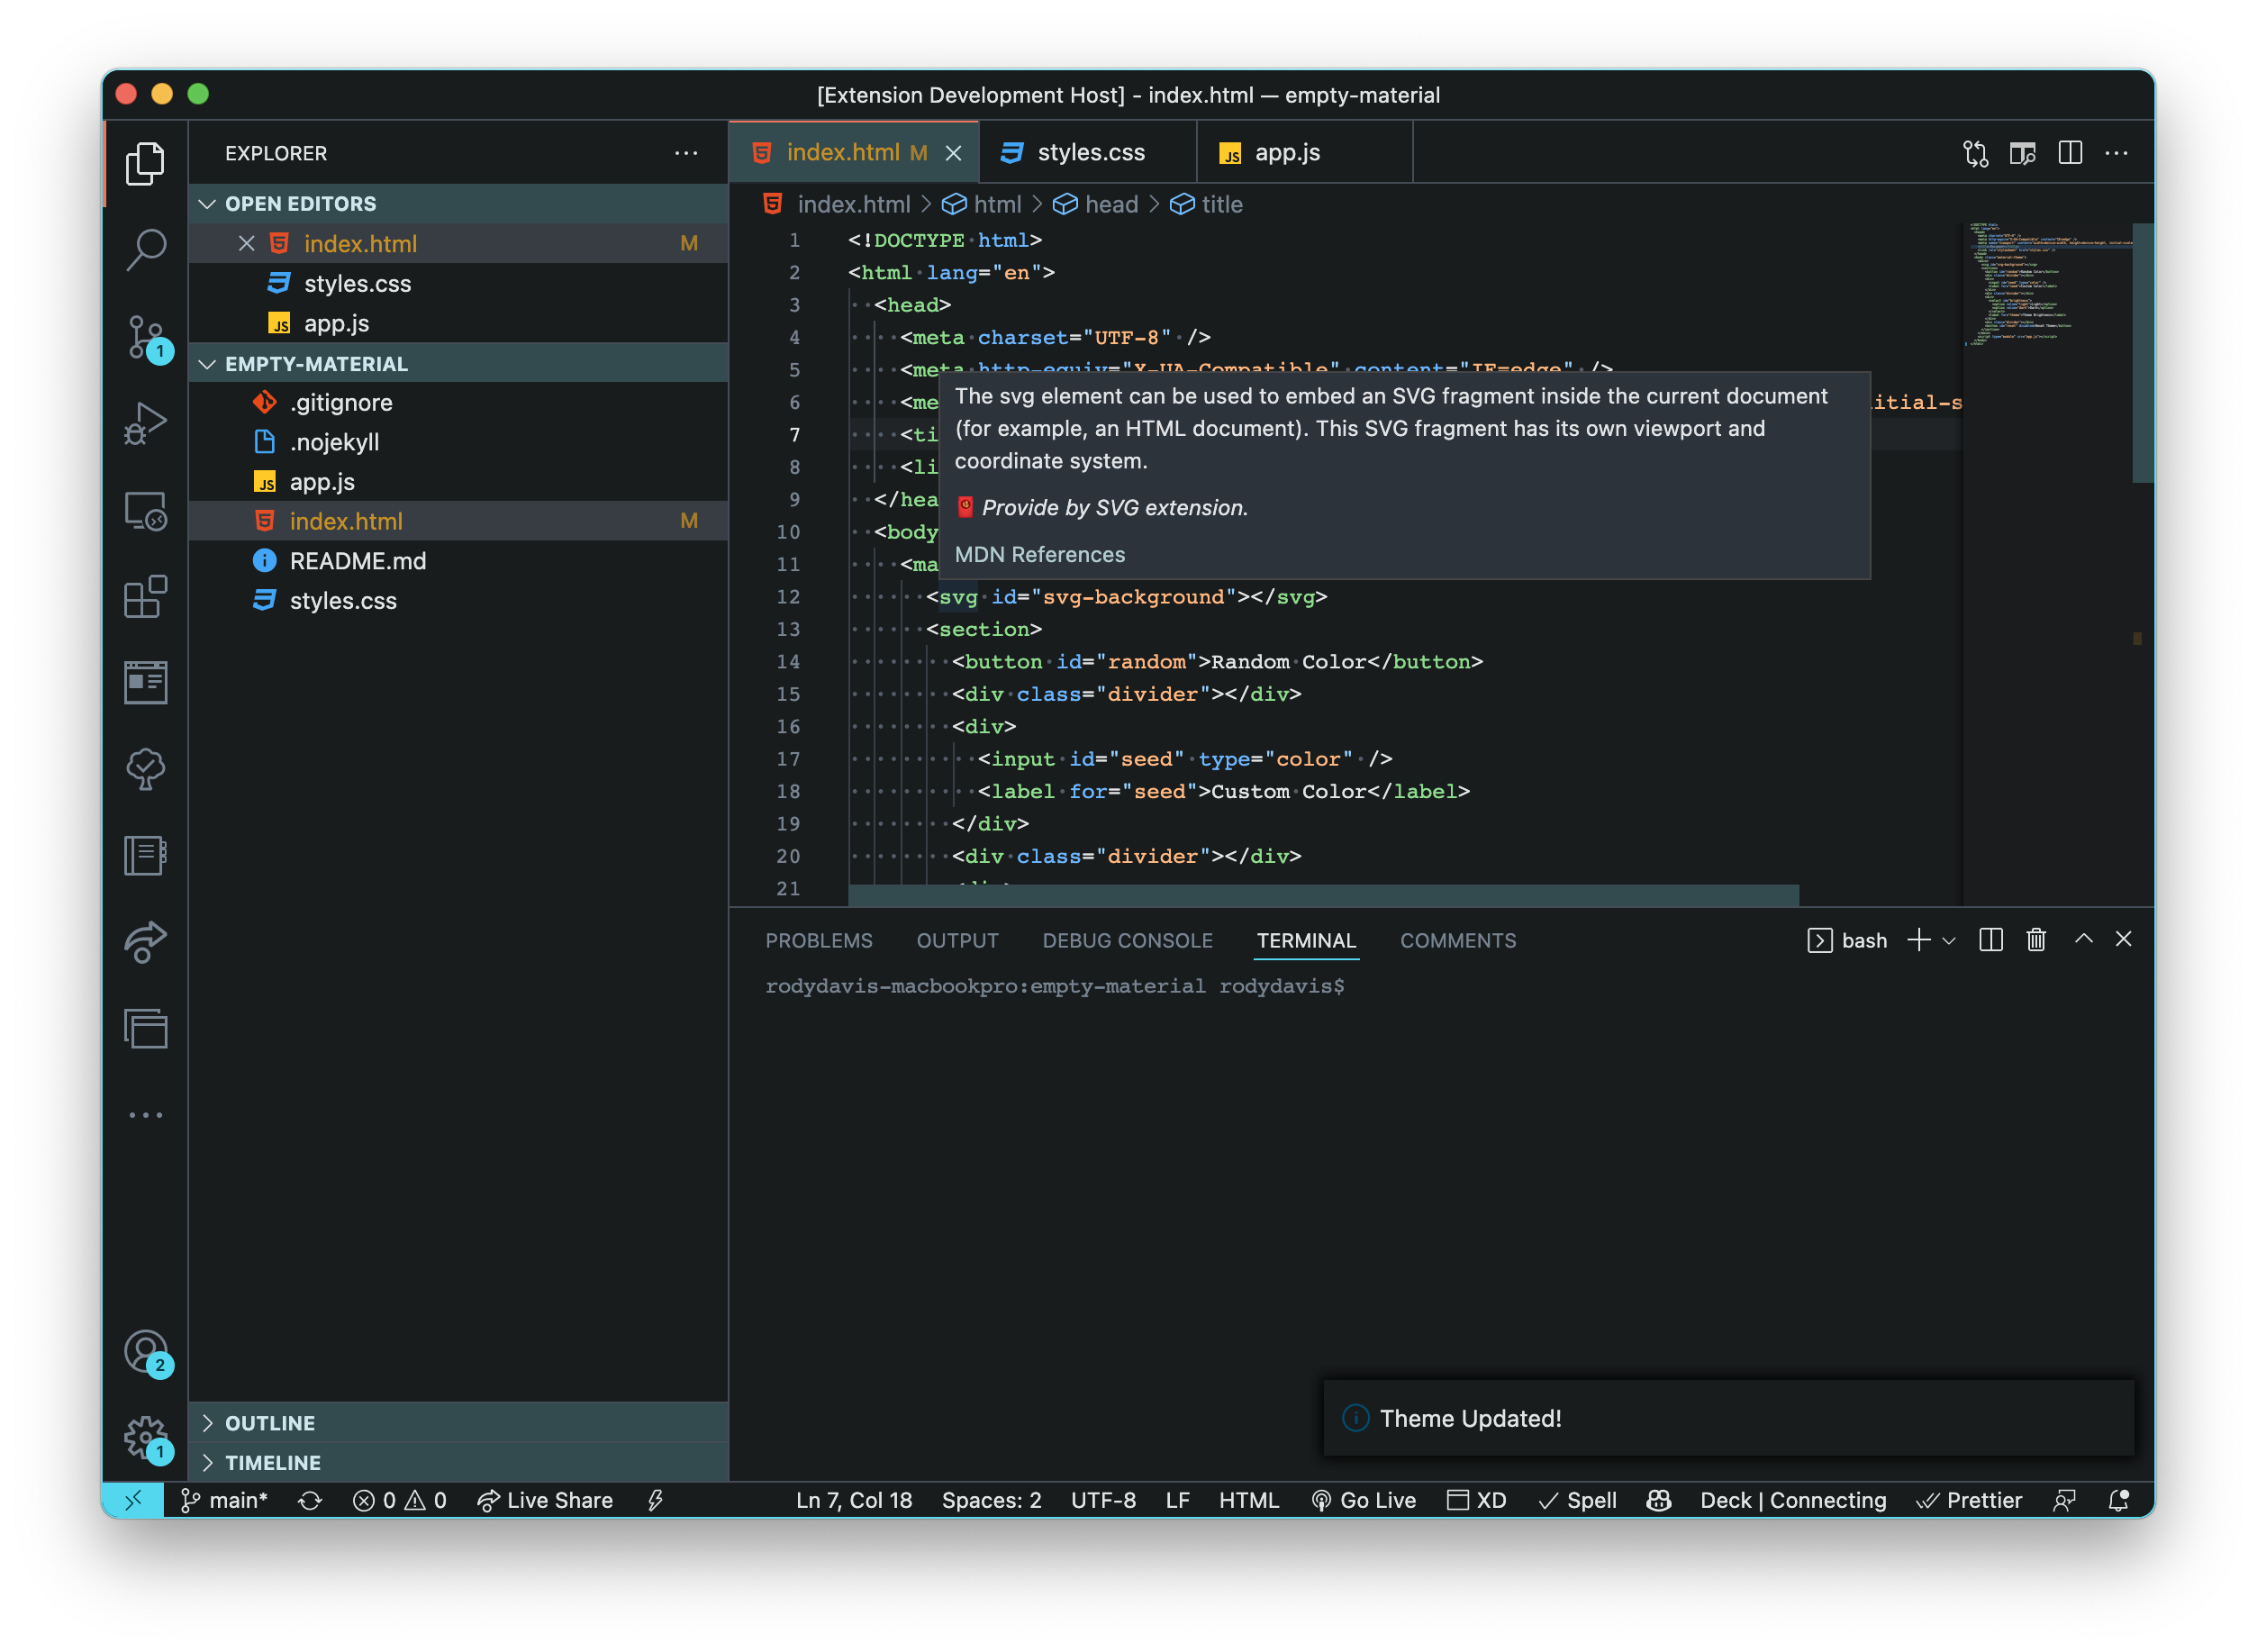 [Extension Development Host] - index.html — empty-material
EXPLORER
OPEN EDITORS
index.html M
styles.css
app.js
EMPTY-MATERIAL
.gitignore
.nojekyll
app.js
index.html M
README.md
styles.css
OUTLINE
TIMELINE
1
2
1
index.html M
styles.css
app.js
index.html > html > head > title
1 <!DOCTYPE html>
2 <html lang="en">
3 <head>
4 <meta charset="UTF-8" />
5 <meta http-equiv="X-UA-Compatible" content="IE=edge" />
6 <me itial-s
7 <ti
8 <li
9 </hea
10 <body
11 <ma
The svg element can be used to embed an SVG fragment inside the current document
(for example, an HTML document). This SVG fragment has its own viewport and
coordinate system.
Provide by SVG extension.
MDN References
12 <svg id="svg-background"></svg>
13 <section>
14 <button id="random">Random Color</button>
15 <div class="divider"></div>
16 <div>
17 <input id="seed" type="color" />
18 <label for="seed">Custom Color</label>
19 </div>
20 <div class="divider"></div>
21
PROBLEMS OUTPUT DEBUG CONSOLE TERMINAL COMMENTS
bash
rodydavis-macbookpro:empty-material rodydavis$
Theme Updated!
main* 0 0 Live Share
Ln 7, Col 18 Spaces: 2 UTF-8 LF HTML Go Live XD Spell Deck | Connecting Prettier